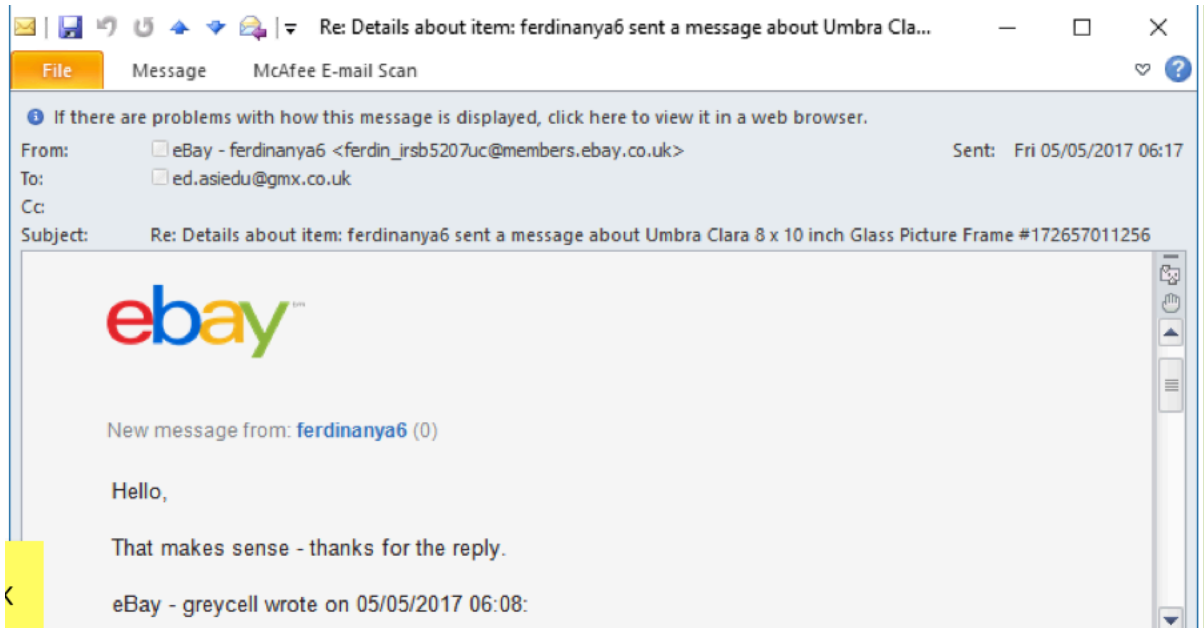 Re: Details about item: ferdinanya6 sent a message about Umbra Cla...
File Message McAfee E-mail Scan
If there are problems with how this message is displayed, click here to view it in a web browser.
From: eBay - ferdinanya6 <ferdin_irsb5207uc@members.ebay.co.uk> Sent: Fri 05/05/2017 06:17
To: ed.asiedu@gmx.co.uk
Cc:
Subject: Re: Details about item: ferdinanya6 sent a message about Umbra Clara 8 x 10 inch Glass Picture Frame #172657011256
ebay™
New message from: ferdinanya6 (0)
Hello,
That makes sense - thanks for the reply.
eBay - greycell wrote on 05/05/2017 06:08: